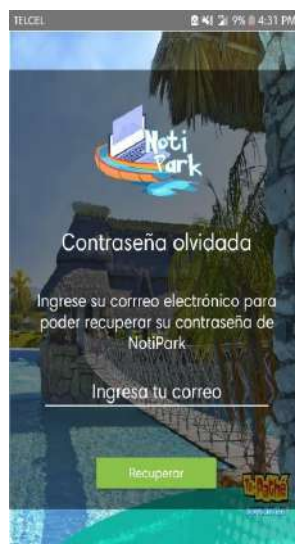 TELCEL 9% 4:31 PM
Noti
Park
Contraseña olvidada
Ingrese su corrreo electrónico para
poder recuperar su contraseña de
NotiPark
Ingresa tu correo
Recuperar